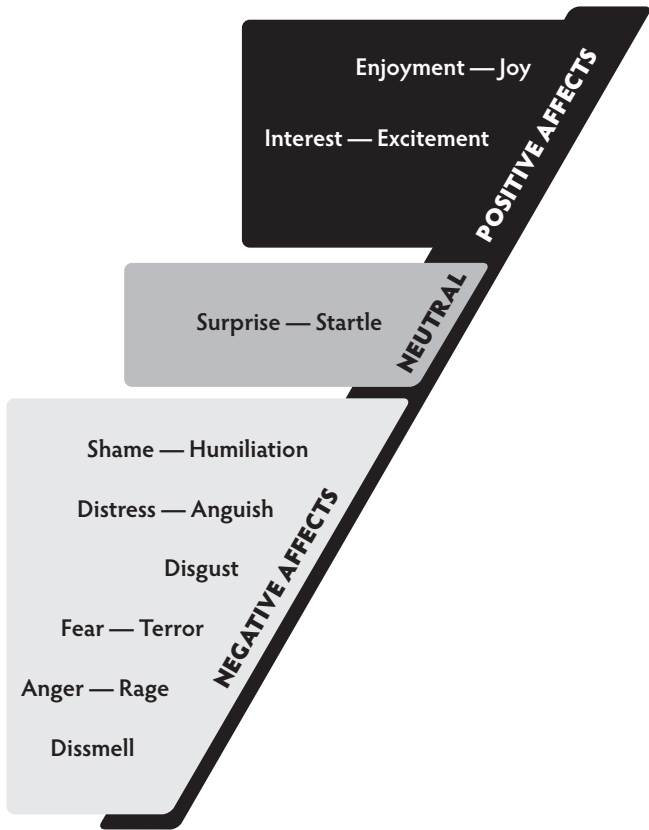 Enjoyment — Joy
Interest — Excitement
POSITIVE AFFECTS
Surprise — Startle
NEUTRAL
Shame — Humiliation
Distress — Anguish
Disgust
Fear — Terror
Anger — Rage
Dissmell
NEGATIVE AFFECTS